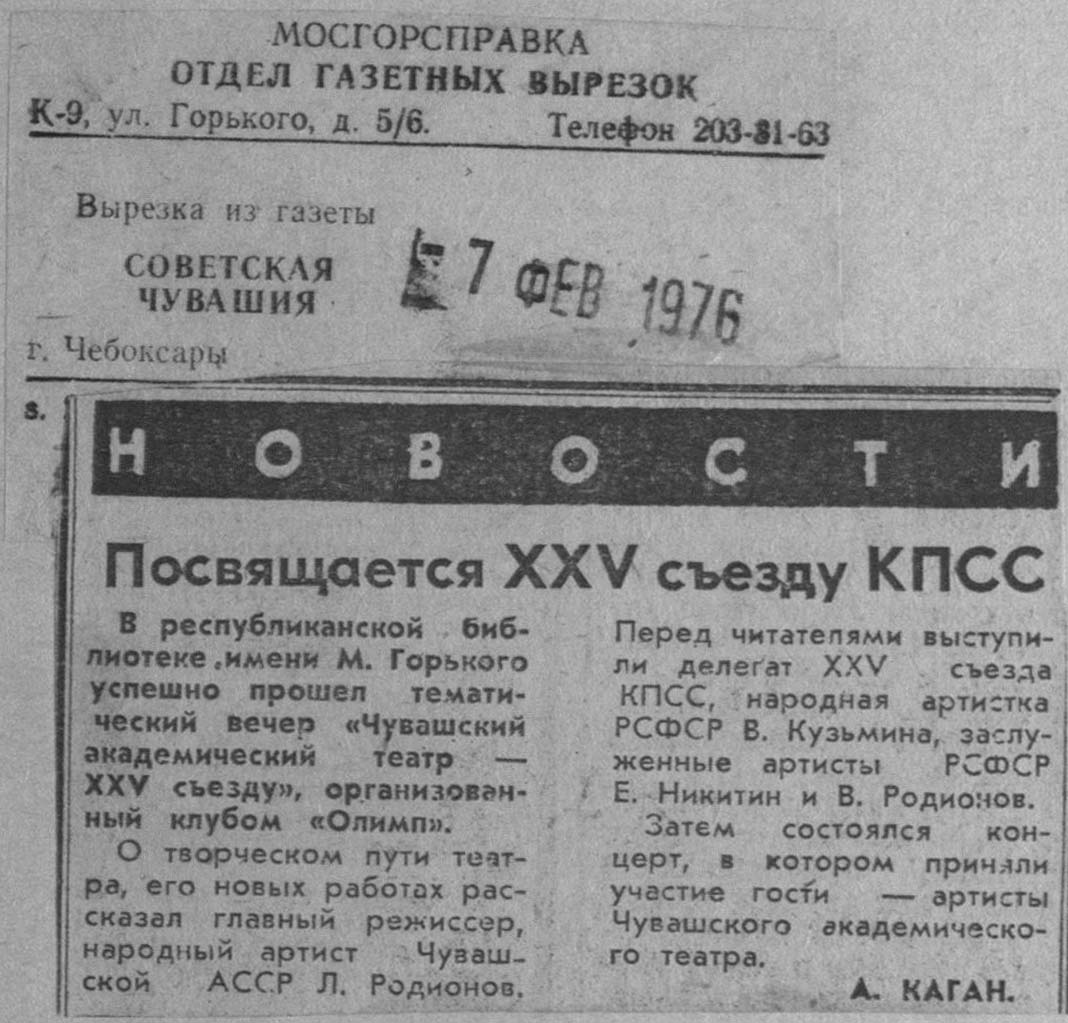 МОСГОРСПРАВКА
ОТДЕЛ ГАЗЕТНЫХ ВЫРЕЗОК
К-9, ул. Горького, д. 5/6. Телефон 203-81-63
Вырезка из газеты
СОВЕТСКАЯ
ЧУВАШИЯ
- 7 ФЕВ 1976
г. Чебоксары
s.
НОВОСТИ
Посвящается XXV съезду КПСС
В республиканской биб-
лиотеке имени М. Горького
успешно прошел темати-
ческий вечер «Чувашский
академический театр —
XXV съезду», организован-
ный клубом «Олимп».
О творческом пути теат-
ра, его новых работах рас-
сказал главный режиссер,
народный артист Чуваш-
ской АССР Л. Родионов.
Перед читателями выступи-
ли делегат XXV съезда
КПСС, народная артистка
РСФСР В. Кузьмина, заслу-
женные артисты РСФСР
Е. Никитин и В. Родионов.
Затем состоялся кон-
церт, в котором приняли
участие гости — артисты
Чувашского академическо-
го театра.
А. КАГАН.